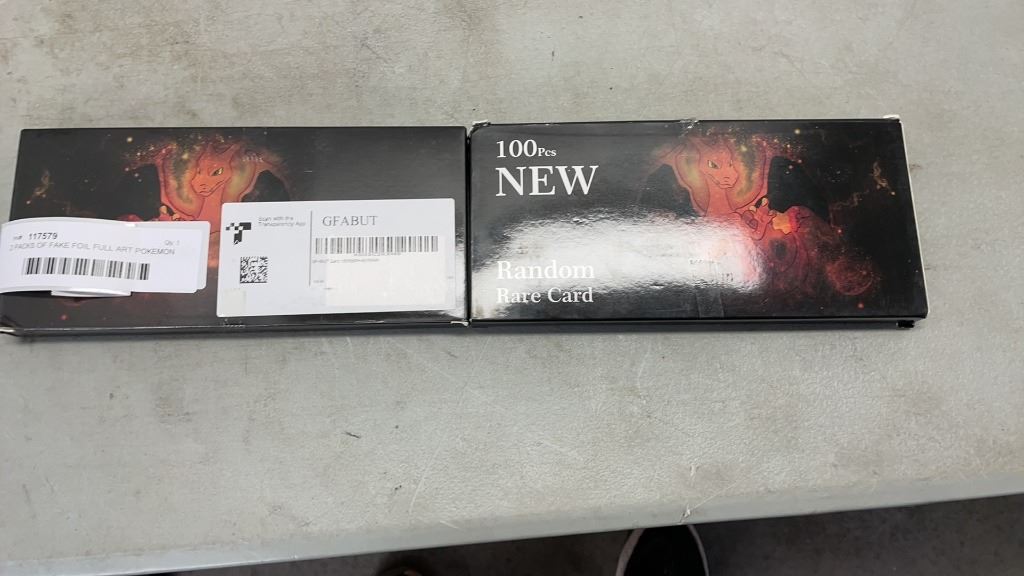 117579
Qty: 1
2 PACKS OF FAKE FOIL FULL ART POKEMON
Scan with the
Transparency App
GFABUT
100Pcs
NEW
Random
Rare Card